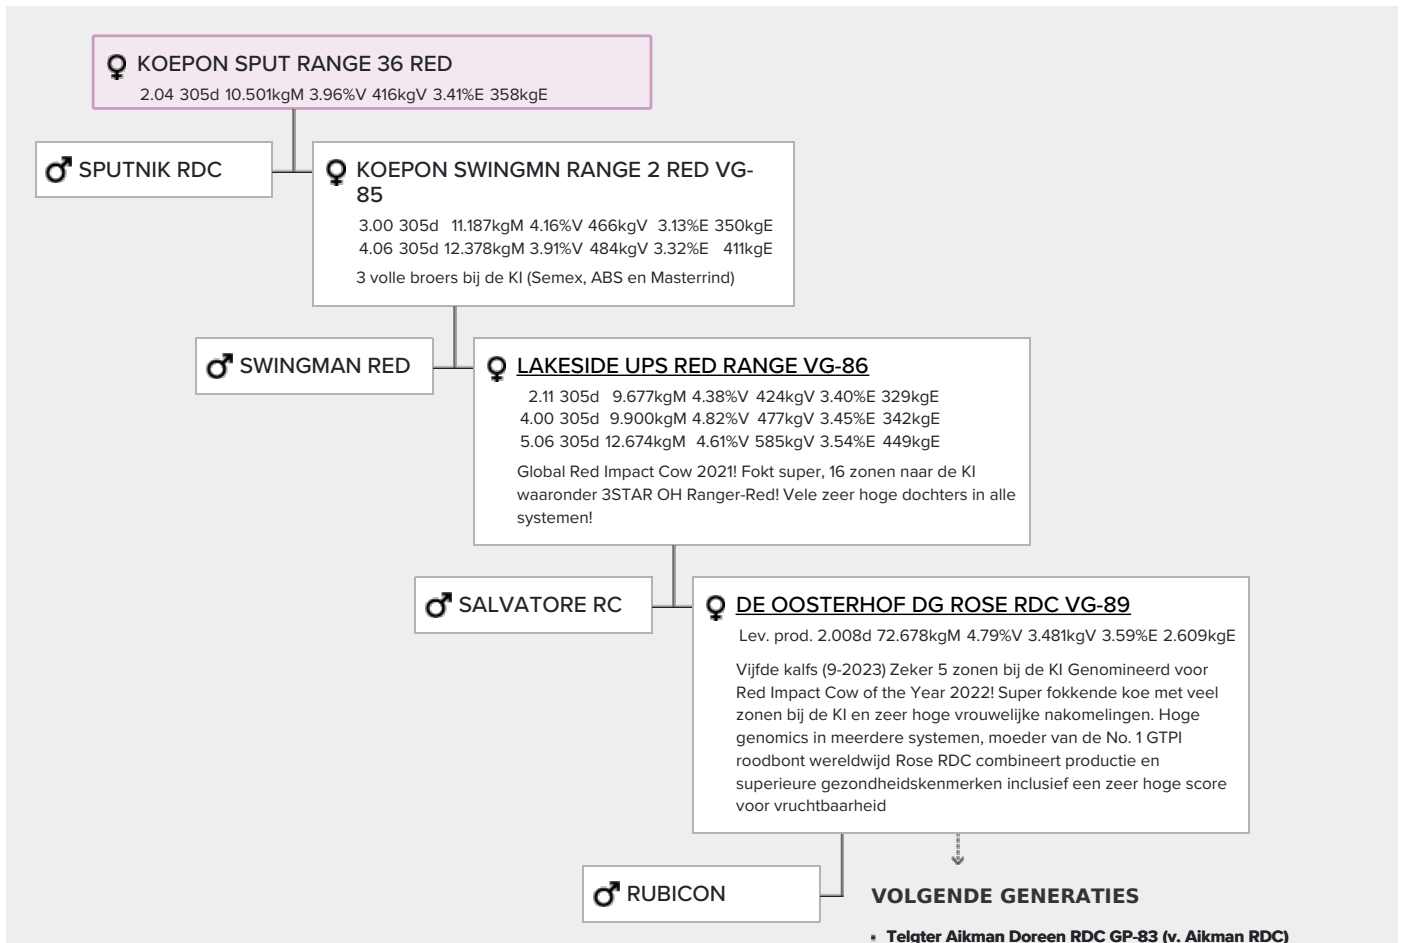 KOEPON SPUT RANGE 36 RED
2.04 305d 10.501kgM 3.96%V 416kgV 3.41%E 358kgE
SPUTNIK RDC
KOEPON SWINGMN RANGE 2 RED VG-
85
3.00 305d 11.187kgM 4.16%V 466kgV 3.13%E 350kgE
4.06 305d 12.378kgM 3.91%V 484kgV 3.32%E 411kgE
3 volle broers bij de KI (Semex, ABS en Masterrind)
SWINGMAN RED
LAKESIDE UPS RED RANGE VG-86
2.11 305d 9.677kgM 4.38%V 424kgV 3.40%E 329kgE
4.00 305d 9.900kgM 4.82%V 477kgV 3.45%E 342kgE
5.06 305d 12.674kgM 4.61%V 585kgV 3.54%E 449kgE
Global Red Impact Cow 2021! Fokt super, 16 zonen naar de KI
waaronder 3STAR OH Ranger-Red! Vele zeer hoge dochters in alle
systemen!
SALVATORE RC
DE OOSTERHOF DG ROSE RDC VG-89
Lev. prod. 2.008d 72.678kgM 4.79%V 3.481kgV 3.59%E 2.609kgE
Vijfde kalfs (9-2023) Zeker 5 zonen bij de KI Genomineerd voor
Red Impact Cow of the Year 2022! Super fokkende koe met veel
zonen bij de KI en zeer hoge vrouwelijke nakomelingen. Hoge
genomics in meerdere systemen, moeder van de No. 1 GTPI
roodbont wereldwijd Rose RDC combineert productie en
superieure gezondheidskenmerken inclusief een zeer hoge score
voor vruchtbaarheid
RUBICON
VOLGENDE GENERATIES
▪ Telgter Aikman Doreen RDC GP-83 (v. Aikman RDC)